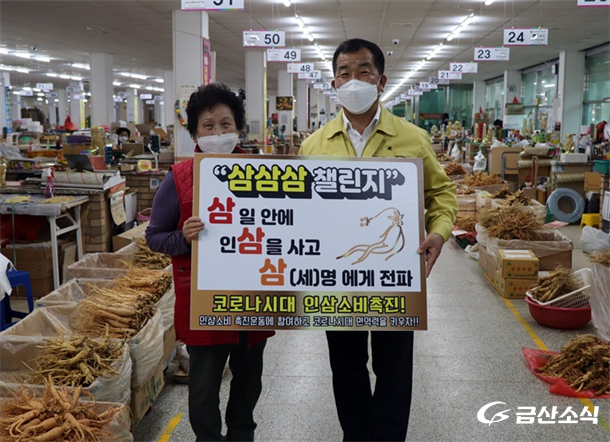 51
50
49
48
47
24
23
22
21
"삼삼삼 챌린지"
삼일 안에
인삼을 사고
삼(세)명 에게 전파
코로나시대 인삼소비촉진!
인삼소비 촉진운동에 참여하고 코로나시대 면역력을 키우자!!
금산소식